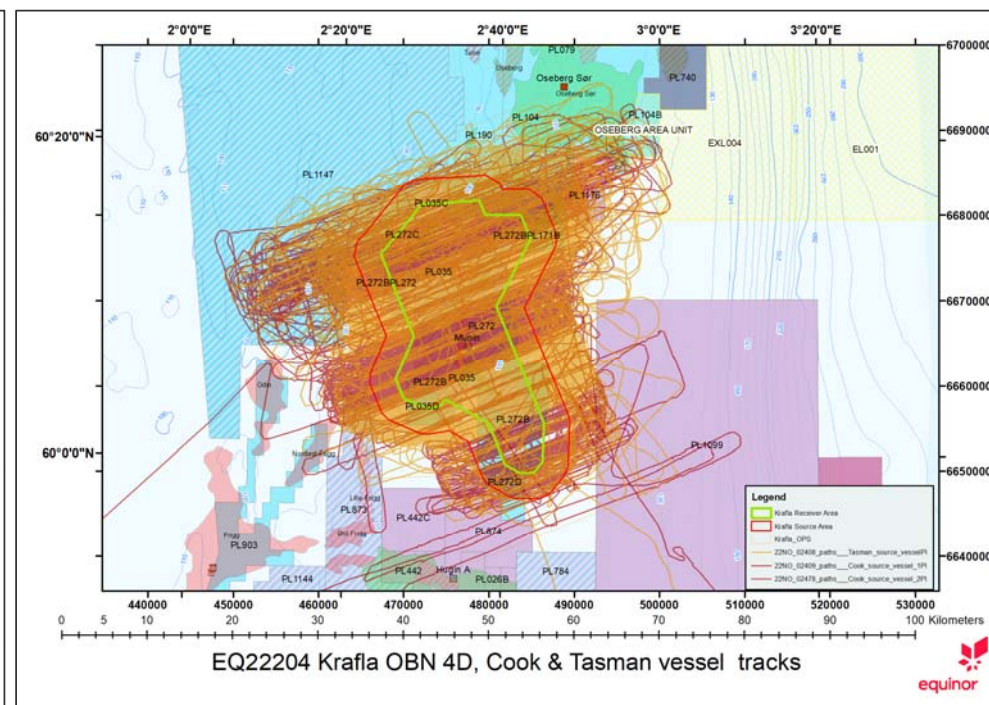 2°0'0"E 2°20'0"E 2°40'0"E 3°0'0"E 3°20'0"E
6700000
PL079
Oseberg
Oseberg Sør
Oseberg Sør
PL740
PL104 PL104B
60°20'0"N
PL190
OSEBERG AREA UNIT
6690000
EXL004
EL001
PL1147
PL1176
PL035C
6680000
PL272C
PL272B PL171B
PL035
PL272B PL272
6670000
PL272
Munin
PL272B PL035
6660000
Odin
PL035D
PL272B
60°0'0"N
PL1099
Nordøst Frigg
6650000
PL272D
Lille-Frigg
PL873
PL442C
PL874
Øst Frigg
Frigg
PL903
Hugin A
PL442
PL784
PL1144
PL026B
6640000
Legend
Krafla Receiver Area
Krafla Source Area
Krafla_OPS
22NO_02408_paths___Tasman_source_vesselPl
22NO_02409_paths___Cook_source_vessel_1Pl
22NO_02478_paths___Cook_source_vessel_2Pl
440000 450000 460000 470000 480000 490000 500000 510000 520000 530000
0 5 10 20 30 40 50 60 70 80 90 100 Kilometers
EQ22204 Krafla OBN 4D, Cook & Tasman vessel tracks
equinor